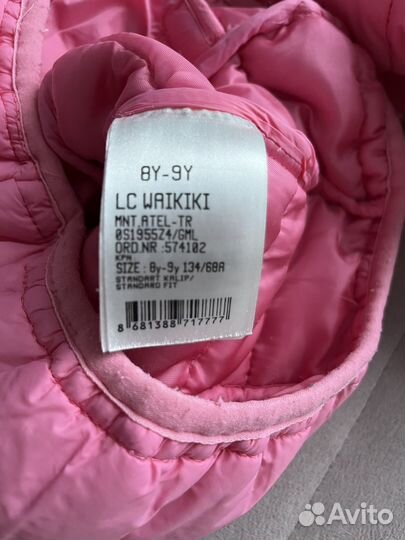 8Y-9Y
LC WAIKIKI
MNT.ATEL-TR
0S1955Z4/GML
ORD.NR :574102
KPN
SIZE : 8y-9y 134/68A
STANDART KALIP/
STANDARD FIT
8 681388 717777
Avito